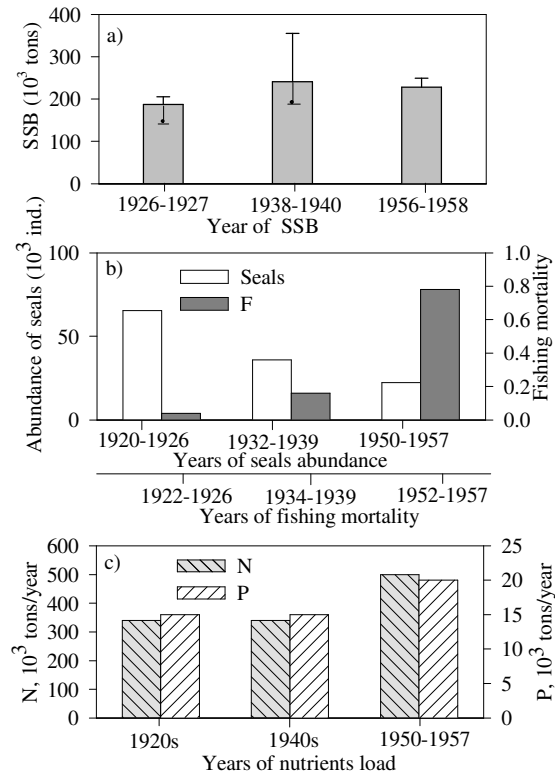 a)
SSB (10³ tons)
400
300
200
100
0
1926-1927 1938-1940 1956-1958
Year of SSB
b)
Abundance of seals (10³ ind.)
100
50
0
Seals
F
Fishing mortality
1.0
0.8
0.6
0.4
0.2
0.0
1920-1926 1932-1939 1950-1957
Years of seals abundance
1922-1926 1934-1939 1952-1957
Years of fishing mortality
c)
N, 10³ tons/year
600
500
400
300
200
100
0
N
P
P, 10³ tons/year
25
20
15
10
5
0
1920s 1940s 1950-1957
Years of nutrients load